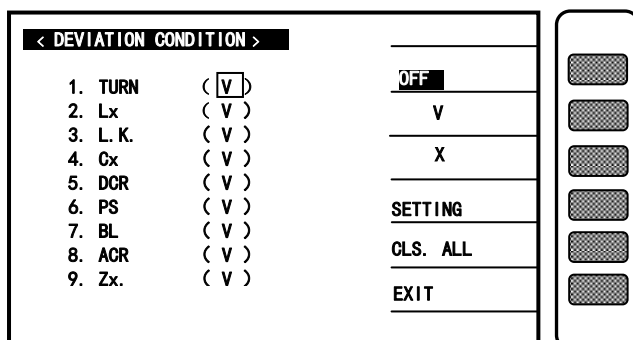 < DEVIATION CONDITION >
1. TURN ( V )
2. Lx ( V )
3. L.K. ( V )
4. Cx ( V )
5. DCR ( V )
6. PS ( V )
7. BL ( V )
8. ACR ( V )
9. Zx. ( V )
OFF
V
X
SETTING
CLS. ALL
EXIT